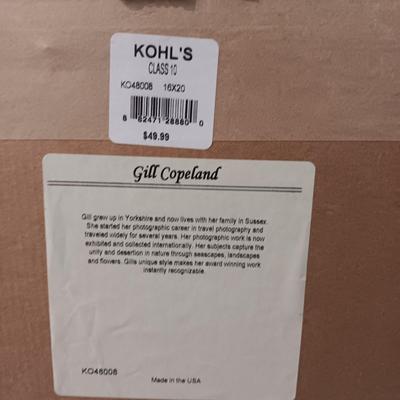 KOHL'S
CLASS 10
KO48008 16X20
8 82471 28880 0
$49.99
Gill Copeland
Gill grew up in Yorkshire and now lives with her family in Sussex.
She started her photographic career in travel photography and
traveled widely for several years. Her photographic work is now
exhibited and collected internationally. Her subjects capture the
unity and desertion in nature through seascapes, landscapes
and flowers. Gills unique style makes her award winning work
instantly recognizable.
KO48008
Made in the USA